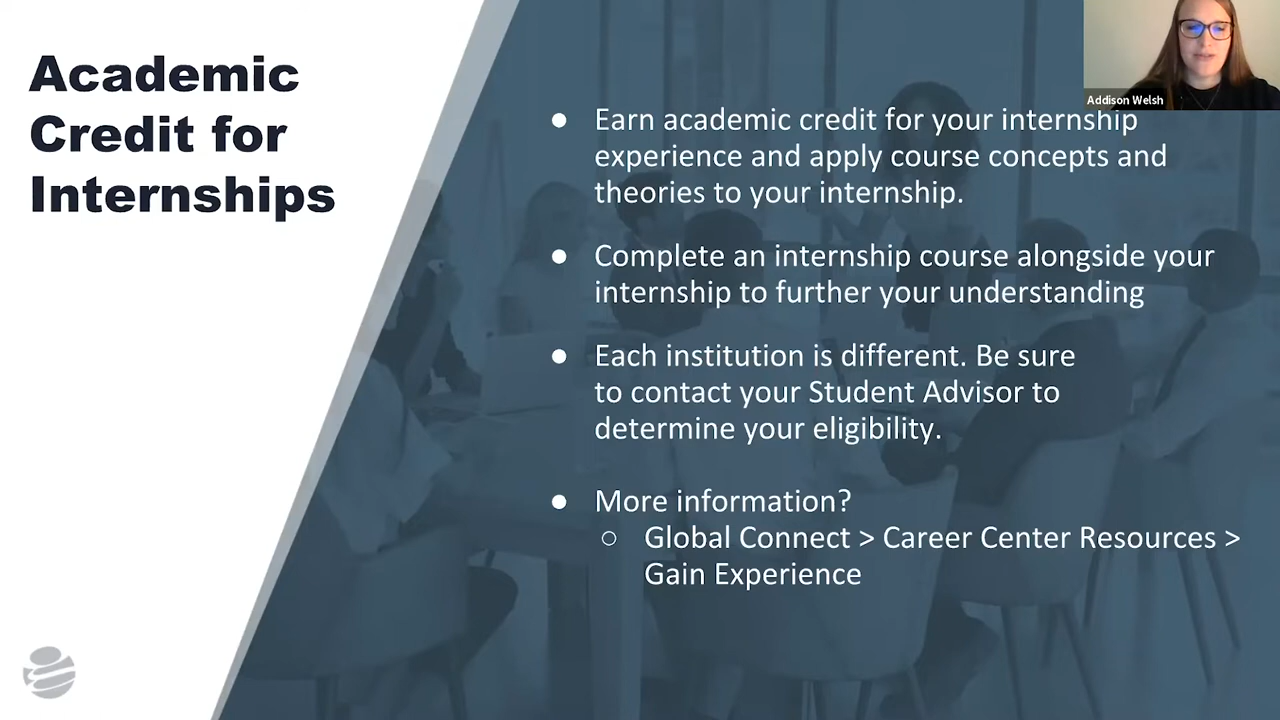 Academic
Credit for
Internships
Addison Welsh
● Earn academic credit for your internship
experience and apply course concepts and
theories to your internship.
● Complete an internship course alongside your
internship to further your understanding
● Each institution is different. Be sure
to contact your Student Advisor to
determine your eligibility.
● More information?
○ Global Connect > Career Center Resources >
Gain Experience